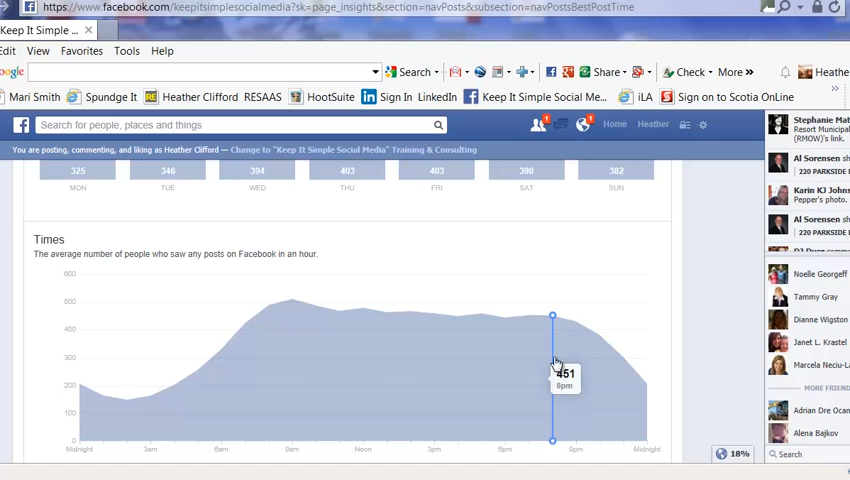 https://www.facebook.com/keepitsimplesocialmedia?sk=page_insights&section=navPosts&subsection=navPostsBestPostTime
Keep It Simple ...
Edit View Favorites Tools Help
Search Share Check More »
Mari Smith Spundge It Heather Clifford RESAAS HootSuite Sign In LinkedIn Keep It Simple Social Me... iLA Sign on to Scotia OnLine
Search for people, places and things
1
1
Home Heather
You are posting, commenting, and liking as Heather Clifford — Change to "Keep It Simple Social Media" Training & Consulting
325 346 394 403 403 390 382
MON TUE WED THU FRI SAT SUN
Times
The average number of people who saw any posts on Facebook in an hour.
600
500
400
300
200
100
0
451
8pm
Midnight 3am 6am 9am Noon 3pm 6pm 9pm Midnight
Stephanie Mat
Resort Municipal
(RMOW)'s link.
Al Sorensen sh
220 PARKSIDE
Karin KJ Johns
Pepper's photo.
Al Sorensen sh
220 PARKSIDE
Noelle Georgeff
Tammy Gray
Dianne Wigston
Janet L. Krastel
Marcela Neciu-L
MORE FRIEND
Adrian Dre Ocan
Alena Bajkov
Search
18%